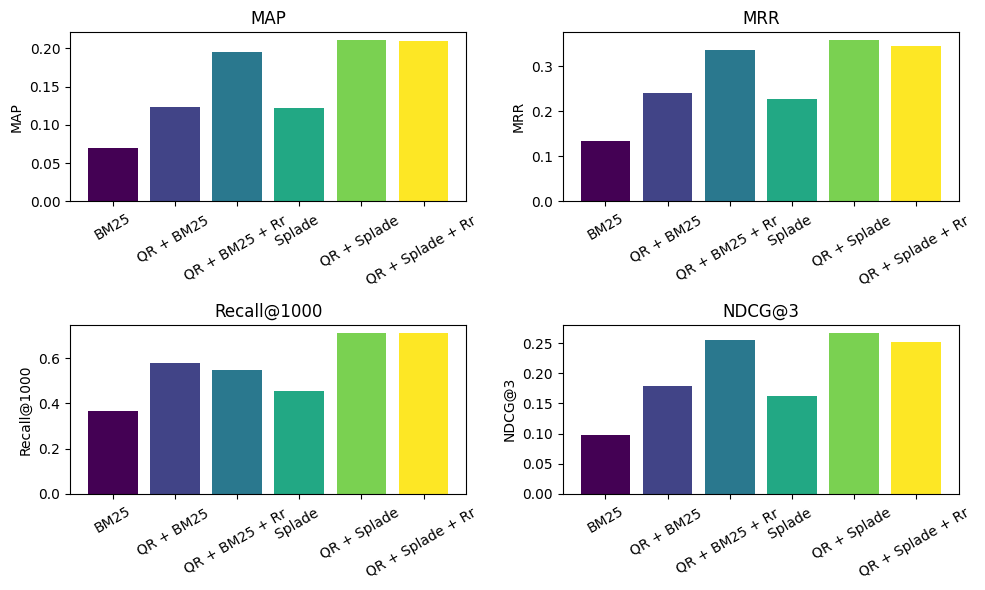 MAP
MAP
0.20
0.15
0.10
0.05
0.00
BM25
QR + BM25
QR + BM25 + Rr
Splade
QR + Splade
QR + Splade + Rr
MRR
MRR
0.3
0.2
0.1
0.0
BM25
QR + BM25
QR + BM25 + Rr
Splade
QR + Splade
QR + Splade + Rr
Recall@1000
Recall@1000
0.6
0.4
0.2
0.0
BM25
QR + BM25
QR + BM25 + Rr
Splade
QR + Splade
QR + Splade + Rr
NDCG@3
NDCG@3
0.25
0.20
0.15
0.10
0.05
0.00
BM25
QR + BM25
QR + BM25 + Rr
Splade
QR + Splade
QR + Splade + Rr